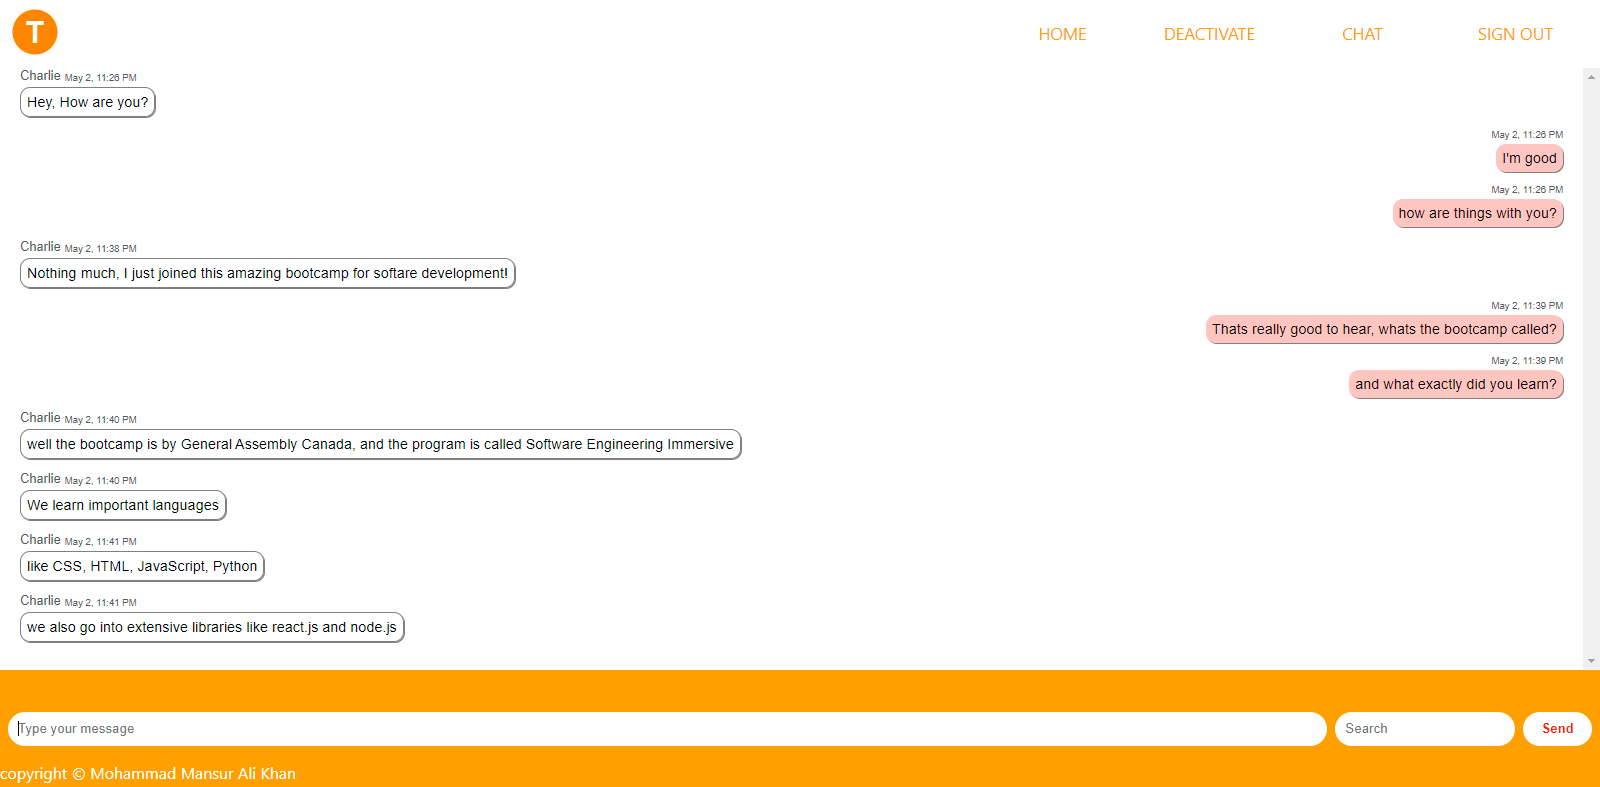 T
HOME DEACTIVATE CHAT SIGN OUT
Charlie May 2, 11:26 PM
Hey, How are you?
May 2, 11:26 PM
I'm good
May 2, 11:26 PM
how are things with you?
Charlie May 2, 11:38 PM
Nothing much, I just joined this amazing bootcamp for softare development!
May 2, 11:39 PM
Thats really good to hear, whats the bootcamp called?
May 2, 11:39 PM
and what exactly did you learn?
Charlie May 2, 11:40 PM
well the bootcamp is by General Assembly Canada, and the program is called Software Engineering Immersive
Charlie May 2, 11:40 PM
We learn important languages
Charlie May 2, 11:41 PM
like CSS, HTML, JavaScript, Python
Charlie May 2, 11:41 PM
we also go into extensive libraries like react.js and node.js
Type your message Search Send
copyright © Mohammad Mansur Ali Khan